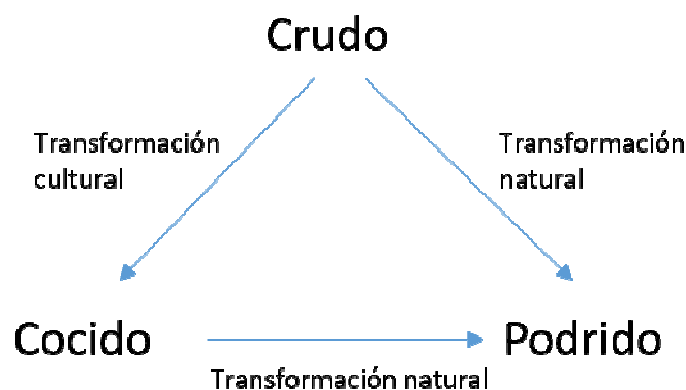 Crudo
Transformación
cultural
Transformación
natural
Cocido
Podrido
Transformación natural